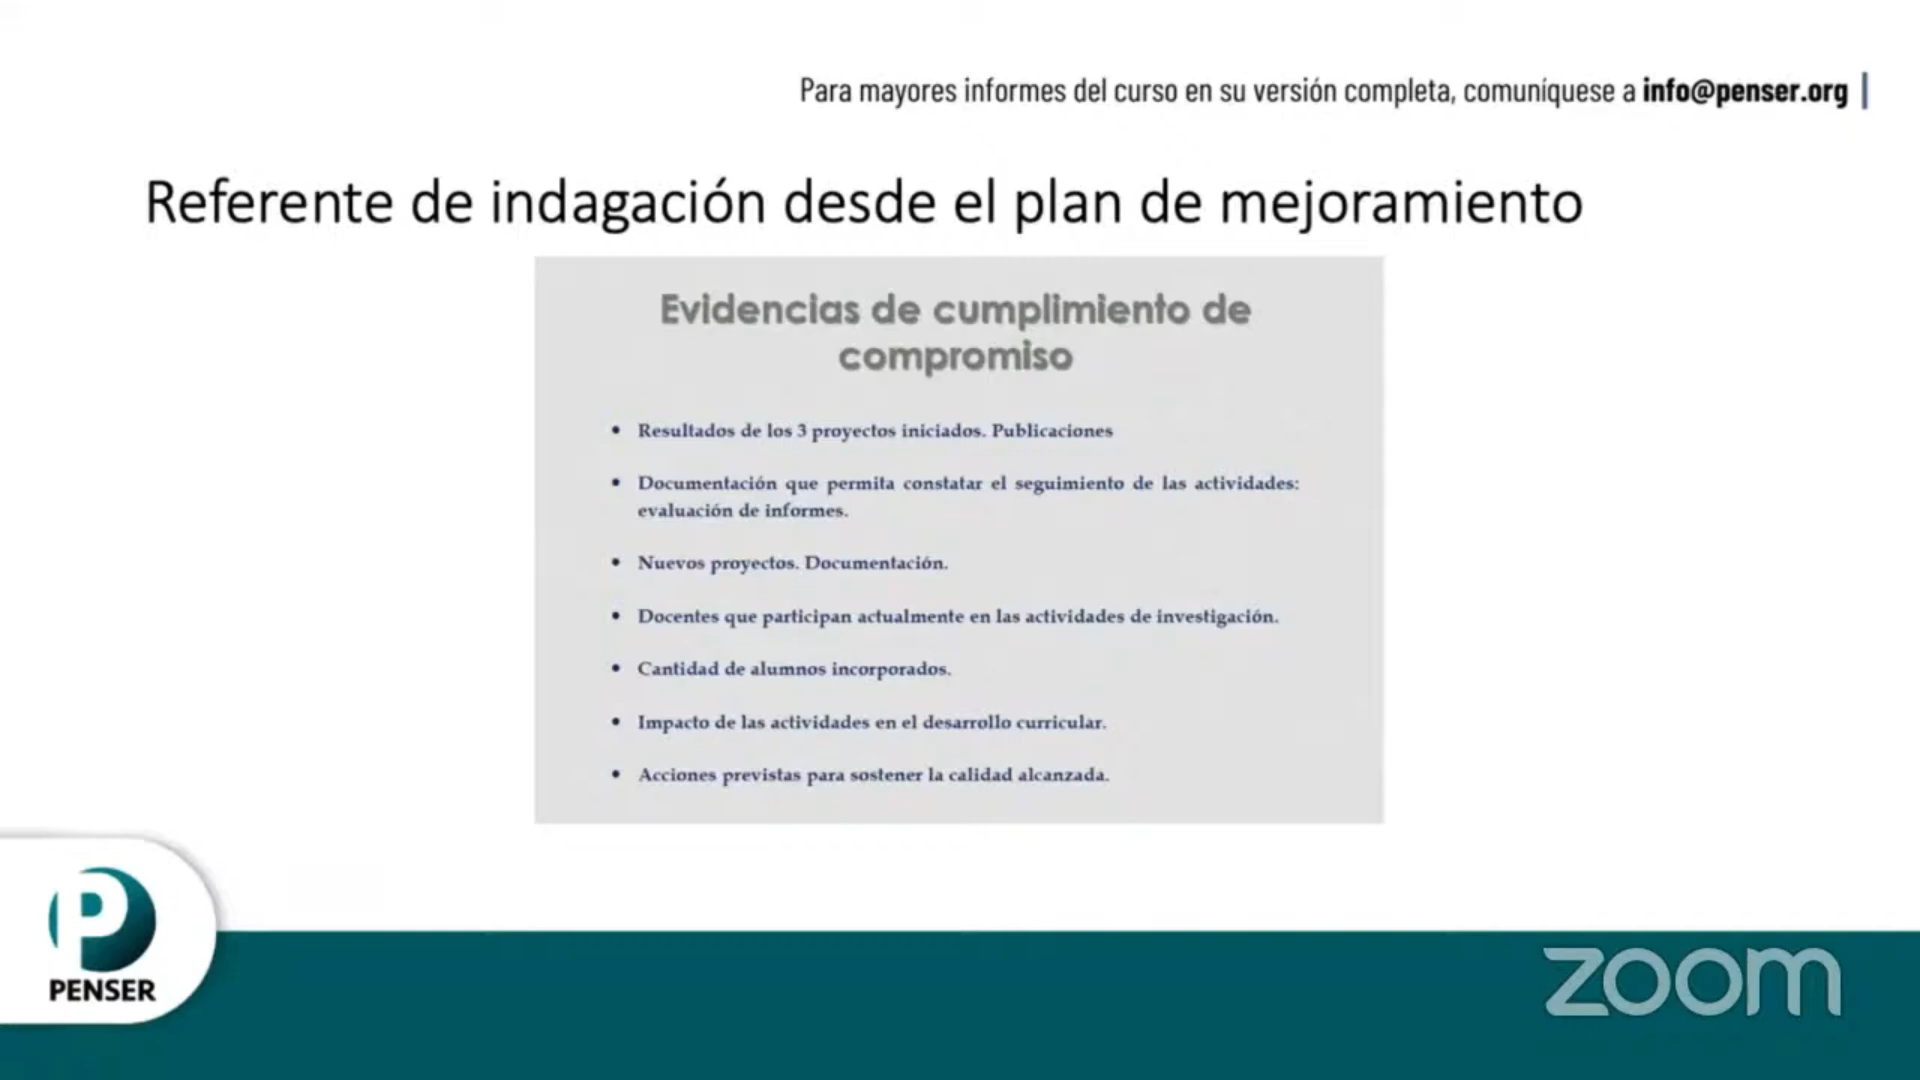 Para mayores informes del curso en su versión completa, comuníquese a info@penser.org |
Referente de indagación desde el plan de mejoramiento
Evidencias de cumplimiento de
compromiso
• Resultados de los 3 proyectos iniciados. Publicaciones
• Documentación que permita constatar el seguimiento de las actividades:
evaluación de informes.
• Nuevos proyectos. Documentación.
• Docentes que participan actualmente en las actividades de investigación.
• Cantidad de alumnos incorporados.
• Impacto de las actividades en el desarrollo curricular.
• Acciones previstas para sostener la calidad alcanzada.
P
PENSER
zoom